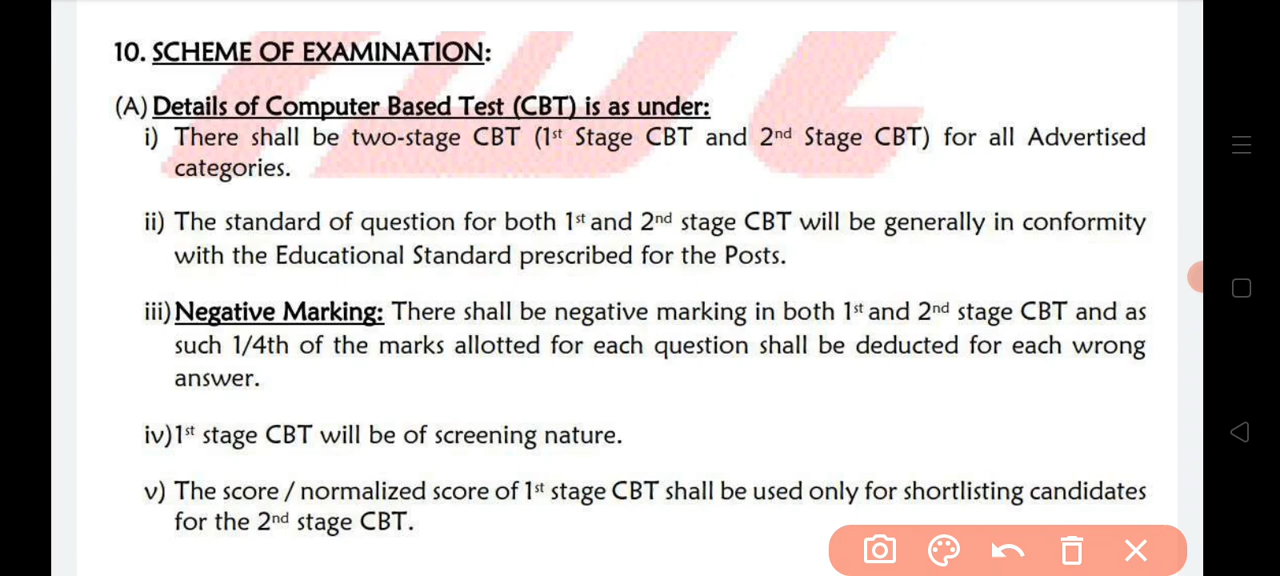 10. SCHEME OF EXAMINATION:
(A) Details of Computer Based Test (CBT) is as under:
i) There shall be two-stage CBT (1st Stage CBT and 2nd Stage CBT) for all Advertised
categories.
ii) The standard of question for both 1st and 2nd stage CBT will be generally in conformity
with the Educational Standard prescribed for the Posts.
iii) Negative Marking: There shall be negative marking in both 1st and 2nd stage CBT and as
such 1/4th of the marks allotted for each question shall be deducted for each wrong
answer.
iv) 1st stage CBT will be of screening nature.
v) The score / normalized score of 1st stage CBT shall be used only for shortlisting candidates
for the 2nd stage CBT.